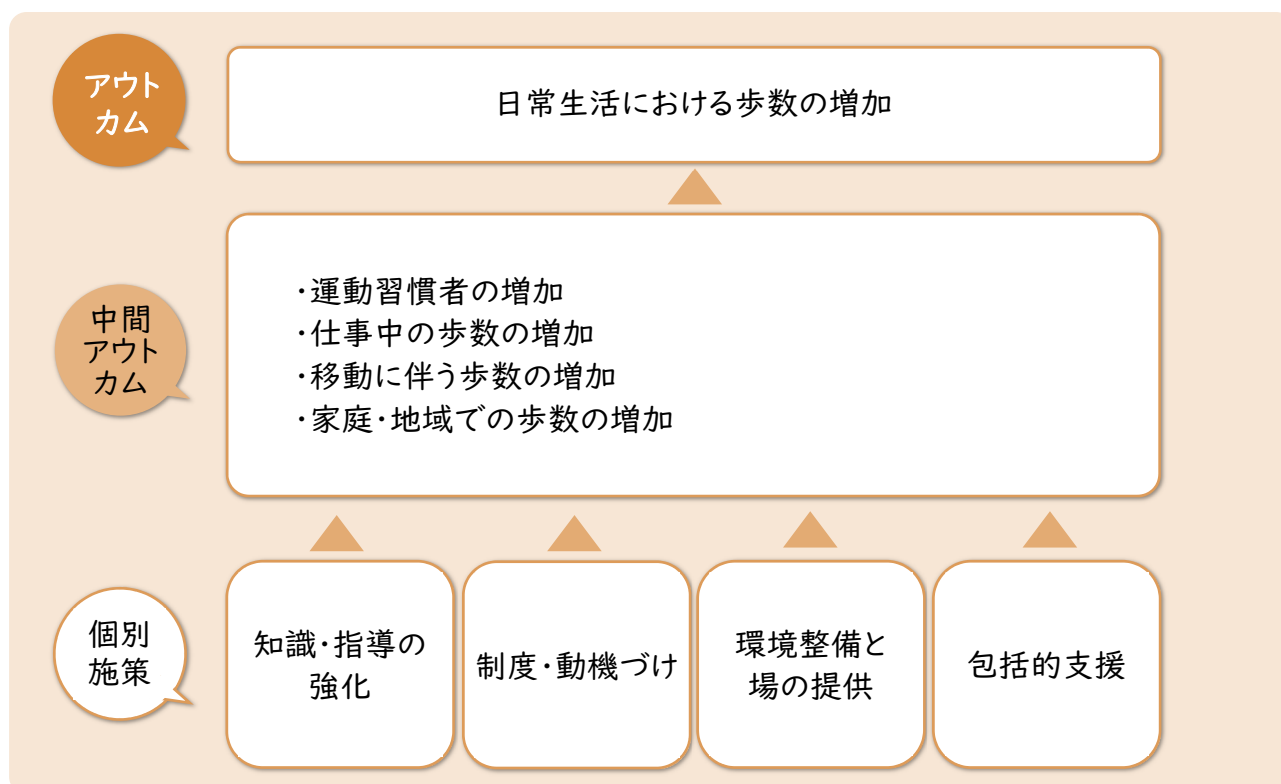 アウト
カム
日常生活における歩数の増加
中間
アウト
カム
・運動習慣者の増加
・仕事中の歩数の増加
・移動に伴う歩数の増加
・家庭・地域での歩数の増加
個別
施策
知識・指導の
強化
制度・動機づけ
環境整備と
場の提供
包括的支援